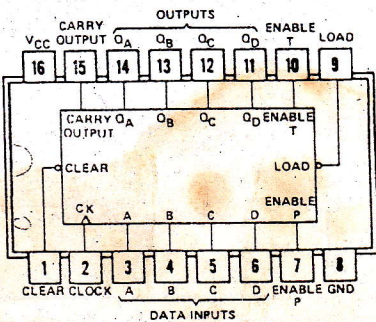 OUTPUTS
CARRY ENABLE
VCC OUTPUT QA QB QC QD T LOAD
16 15 14 13 12 11 10 9
CARRY QA QB QC QD ENABLE
OUTPUT T
CLEAR LOAD
ENABLE
CK A B C D P
1 2 3 4 5 6 7 8
CLEAR CLOCK A B C D ENABLE GND
P
DATA INPUTS